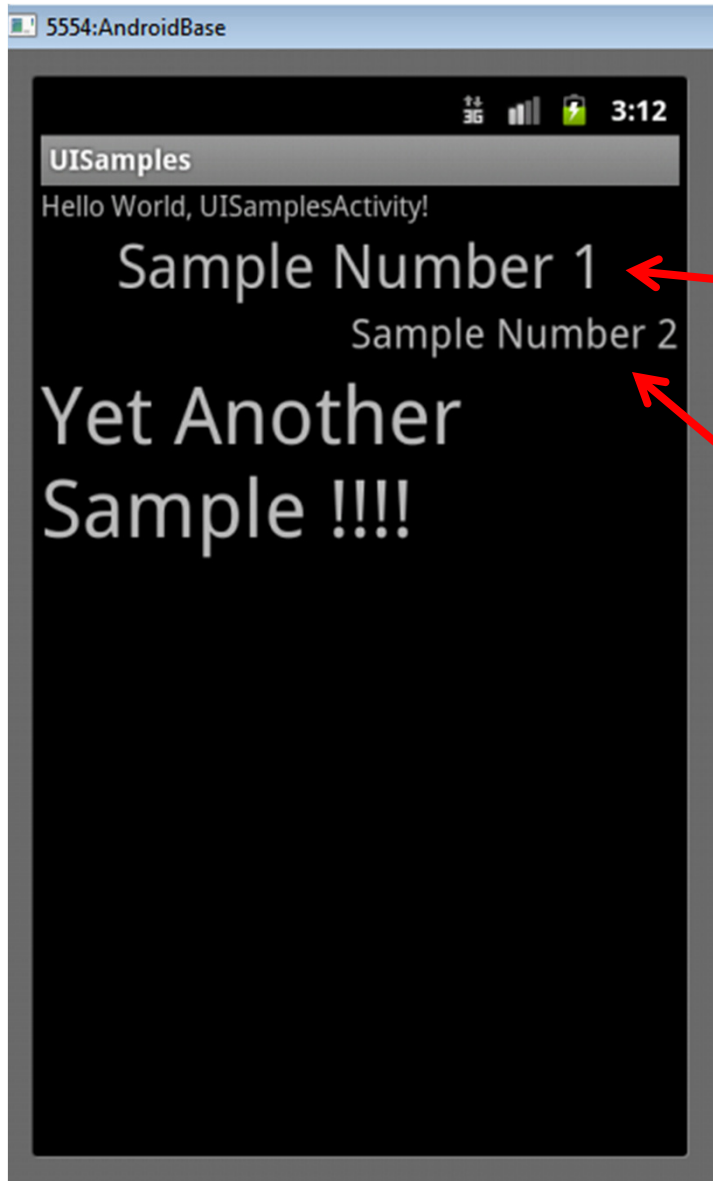 5554:AndroidBase
3G 3:12
UISamples
Hello World, UISamplesActivity!
Sample Number 1
Sample Number 2
Yet Another
Sample !!!!